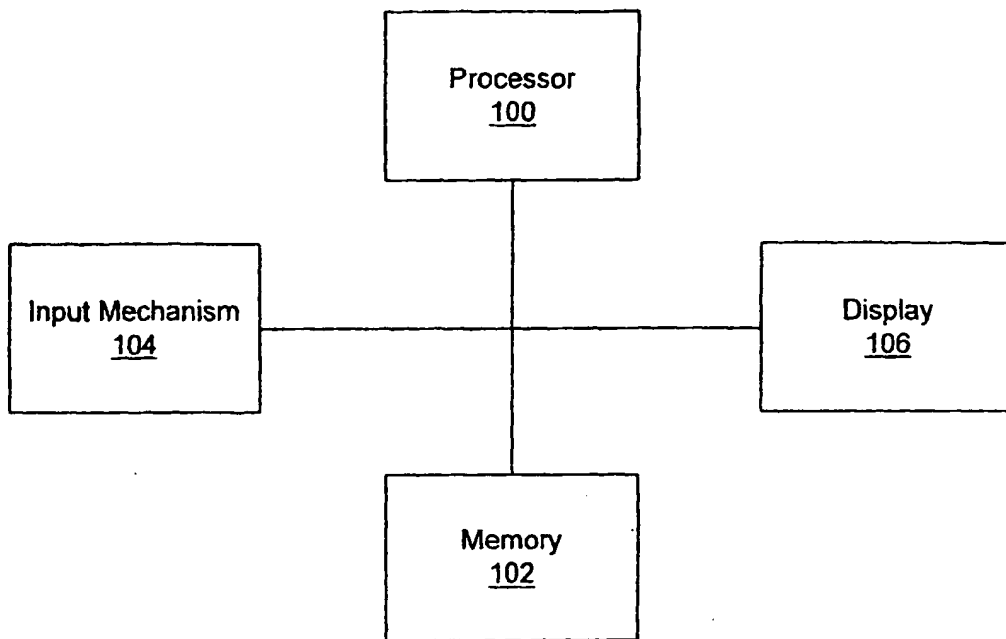 Processor
100
Input Mechanism
104
Display
106
Memory
102